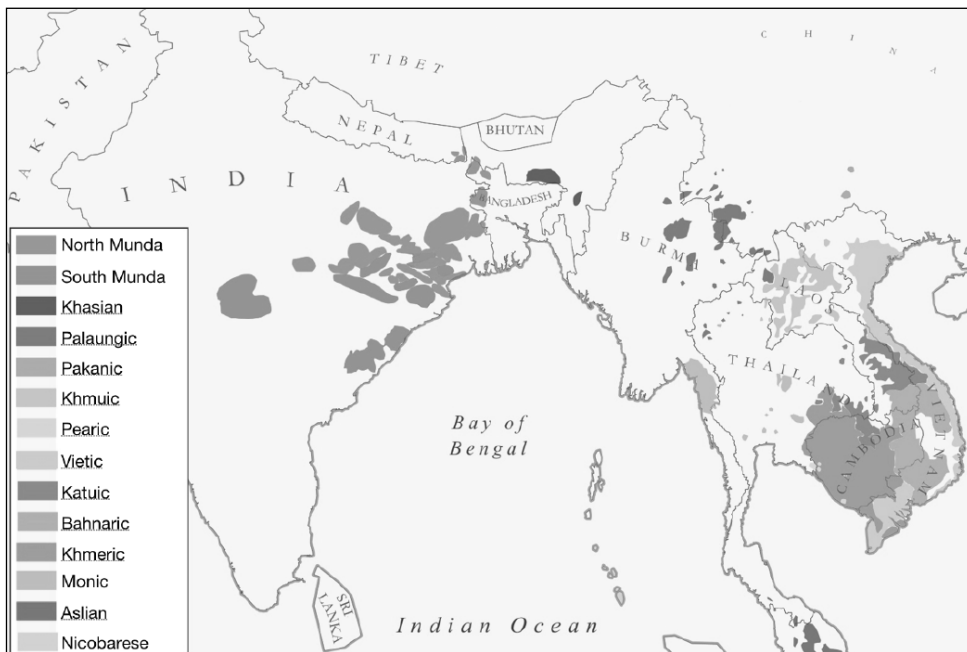 CHINA
TIBET
PAKISTAN
NEPAL
BHUTAN
INDIA
BANGLADESH
BURMA
LAOS
THAILAND
VIETNAM
CAMBODIA
Bay of
Bengal
SRI
LANKA
Indian Ocean
North Munda
South Munda
Khasian
Palaungic
Pakanic
Khmuic
Pearic
Vietic
Katuic
Bahnaric
Khmeric
Monic
Aslian
Nicobarese